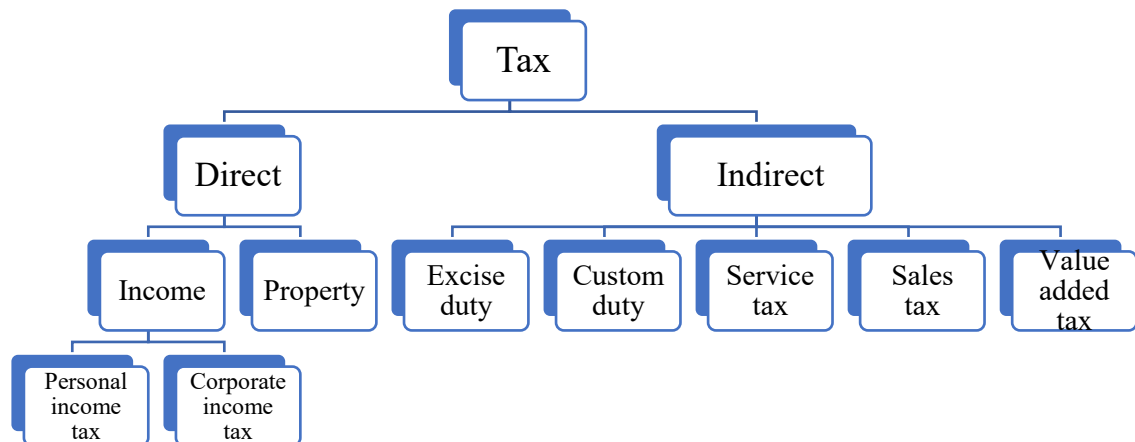 Tax
Direct
Indirect
Income
Property
Excise
duty
Custom
duty
Service
tax
Sales
tax
Value
added
tax
Personal
income
tax
Corporate
income
tax